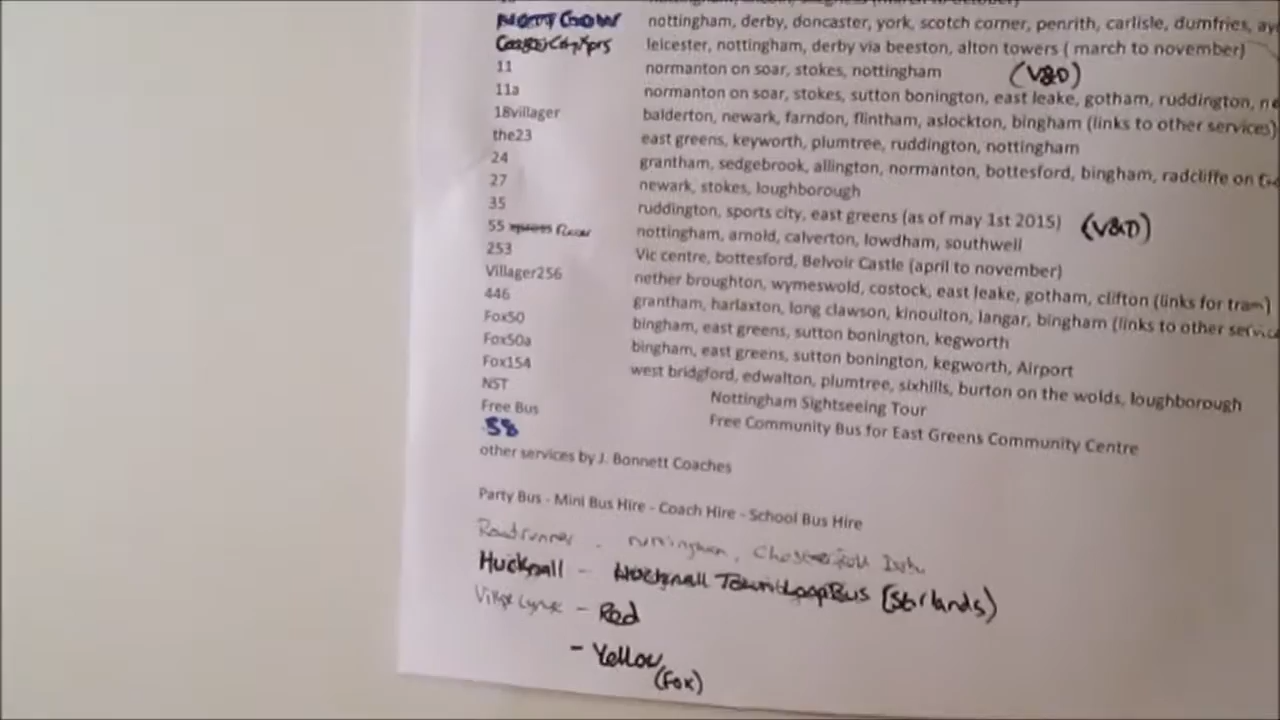 nottingham, derby, doncaster, york, scotch corner, penrith, carlisle, dumfries,
leicester, nottingham, derby via beeston, alton towers ( march to november)
11 normanton on soar, stokes, nottingham (V&D)
11a normanton on soar, stokes, sutton bonington, east leake, gotham, ruddington,
18villager balderton, newark, farndon, flintham, aslockton, bingham (links to other services)
the23 east greens, keyworth, plumtree, ruddington, nottingham
24 grantham, sedgebrook, allington, normanton, bottesford, bingham, radcliffe on
27 newark, stokes, loughborough
35 ruddington, sports city, east greens (as of may 1st 2015) (V&D)
55 nottingham, arnold, calverton, lowdham, southwell
253 Vic centre, bottesford, Belvoir Castle (april to november)
Villager256 nether broughton, wymeswold, costock, east leake, gotham, clifton (links for tram)
446 grantham, harlaxton, long clawson, kinoulton, langar, bingham (links to other
Fox50 bingham, east greens, sutton bonington, kegworth
Fox50a bingham, east greens, sutton bonington, kegworth, Airport
Fox154 west bridgford, edwalton, plumtree, sixhills, burton on the wolds, loughborough
NST Nottingham Sightseeing Tour
Free Bus Free Community Bus for East Greens Community Centre
58
other services by J. Bonnett Coaches
Party Bus - Mini Bus Hire - Coach Hire - School Bus Hire
Roadrunner -
Hucknall - Hucknall Town Loop Bus
- Red
- Yellow
(Fox)